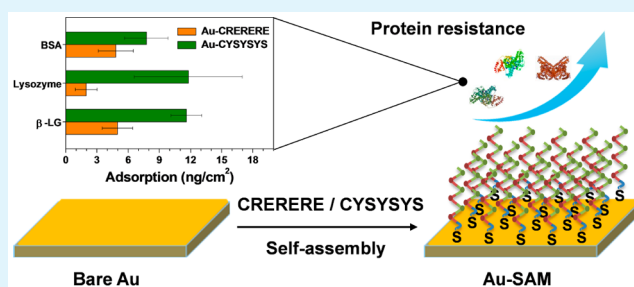 Au-CRERERE
Au-CYSYSYS
BSA
Lysozyme
β-LG
0 3 6 9 12 15 18
Adsorption (ng/cm²)
Protein resistance
CRERERE / CYSYSYS
Self-assembly
S S S S
S S S S
S S S S
S S S S
Bare Au
Au-SAM